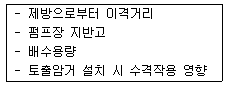 - 제방으로부터 이격거리
- 펌프장 지반고
- 배수용량
- 토출암거 설치 시 수격작용 영향